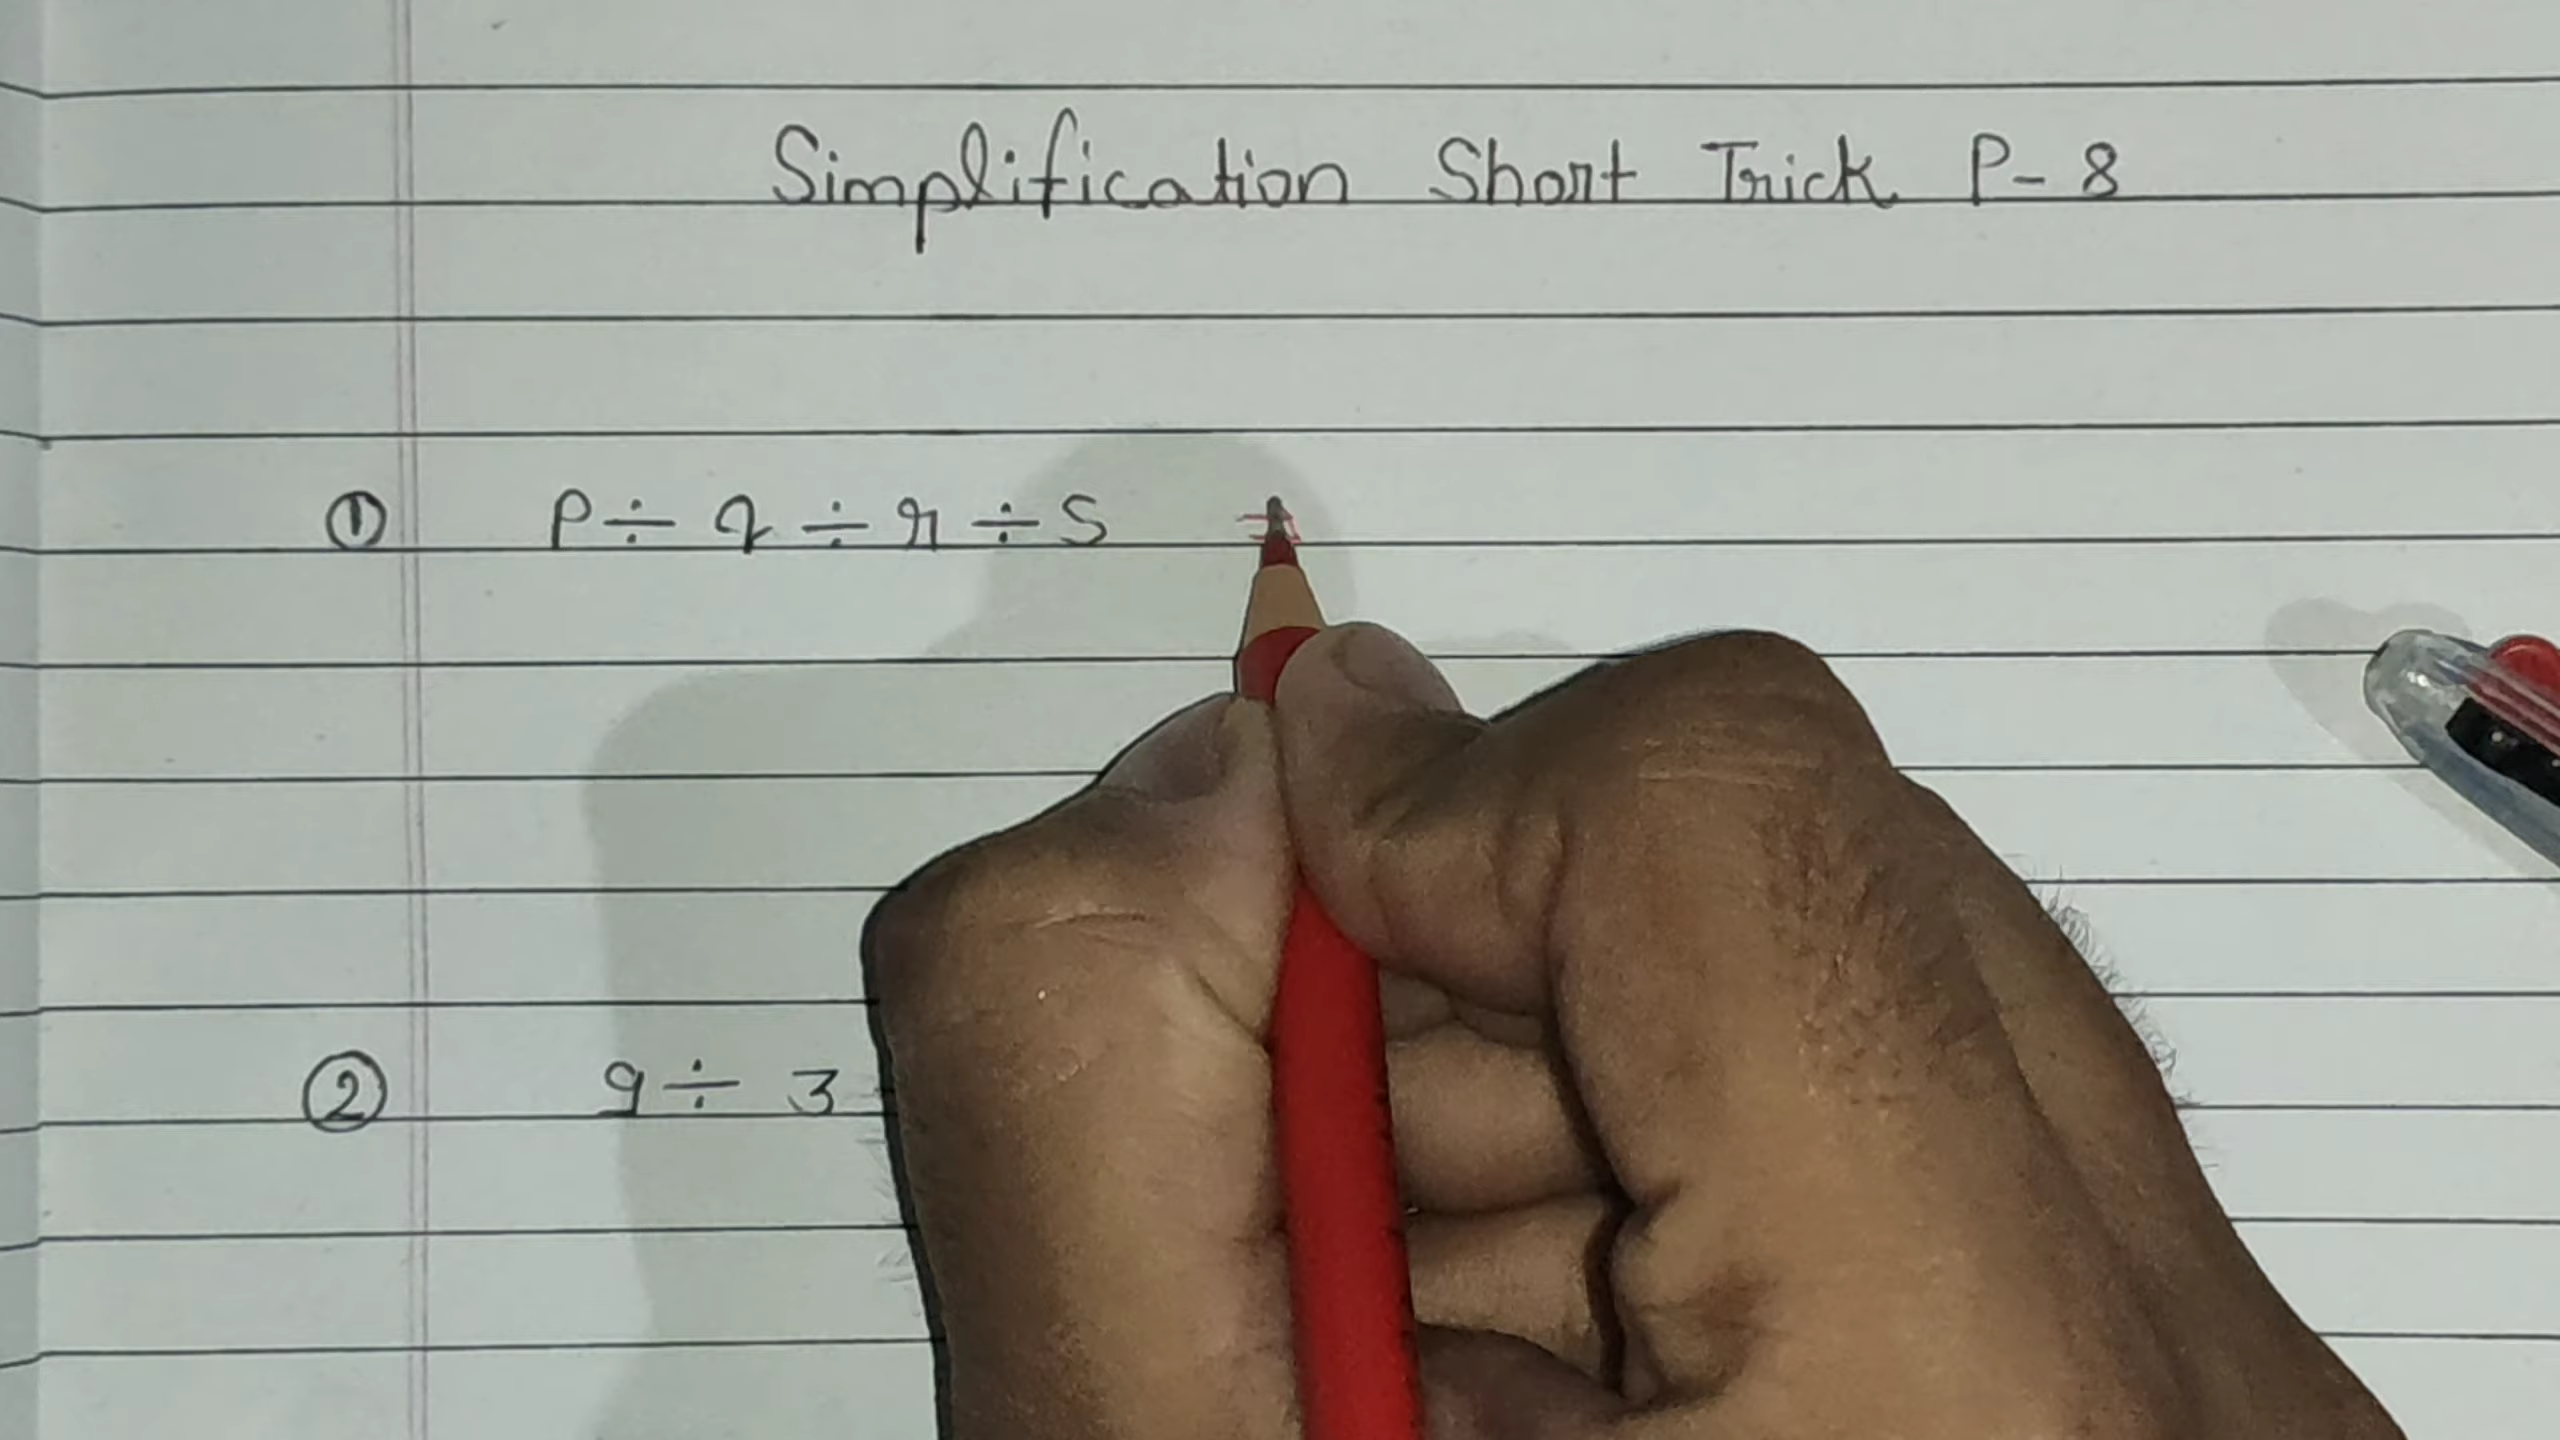 Simplification Short Trick P-8
① P ÷ q ÷ r ÷ s =
② 9 ÷ 3